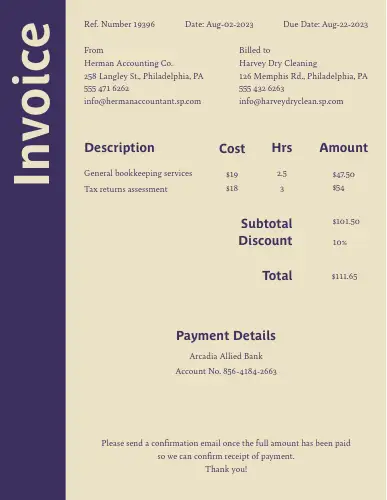 Invoice
Ref. Number 19396 Date: Aug-02-2023 Due Date: Aug-22-2023
From Billed to
Herman Accounting Co. Harvey Dry Cleaning
258 Langley St., Philadelphia, PA 126 Memphis Rd., Philadelphia, PA
555 471 6262 555 432 6263
info@hermanaccountant.sp.com info@harveydryclean.sp.com
Description Cost Hrs Amount
General bookkeeping services $19 2.5 $47.50
Tax returns assessment $18 3 $54
Subtotal $101.50
Discount 10%
Total $111.65
Payment Details
Arcadia Allied Bank
Account No. 856-4184-2663
Please send a confirmation email once the full amount has been paid
so we can confirm receipt of payment.
Thank you!